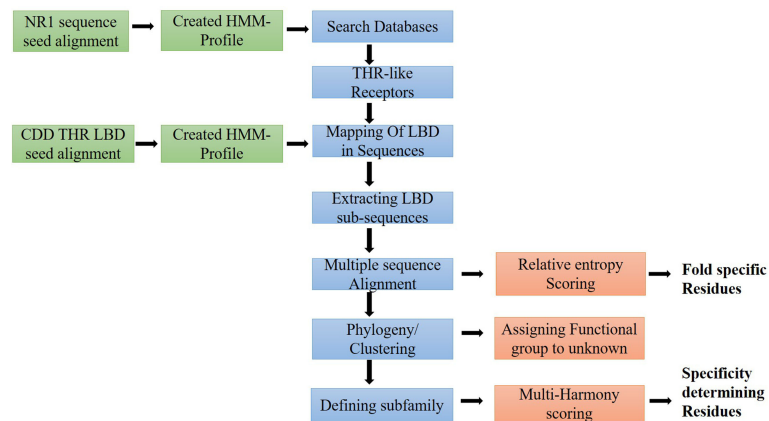 NR1 sequence
seed alignment
Created HMM-
Profile
Search Databases
THR-like
Receptors
CDD THR LBD
seed alignment
Created HMM-
Profile
Mapping Of LBD
in Sequences
Extracting LBD
sub-sequences
Multiple sequence
Alignment
Relative entropy
Scoring
Fold specific
Residues
Phylogeny/
Clustering
Assigning Functional
group to unknown
Defining subfamily
Multi-Harmony
scoring
Specificity
determining
Residues